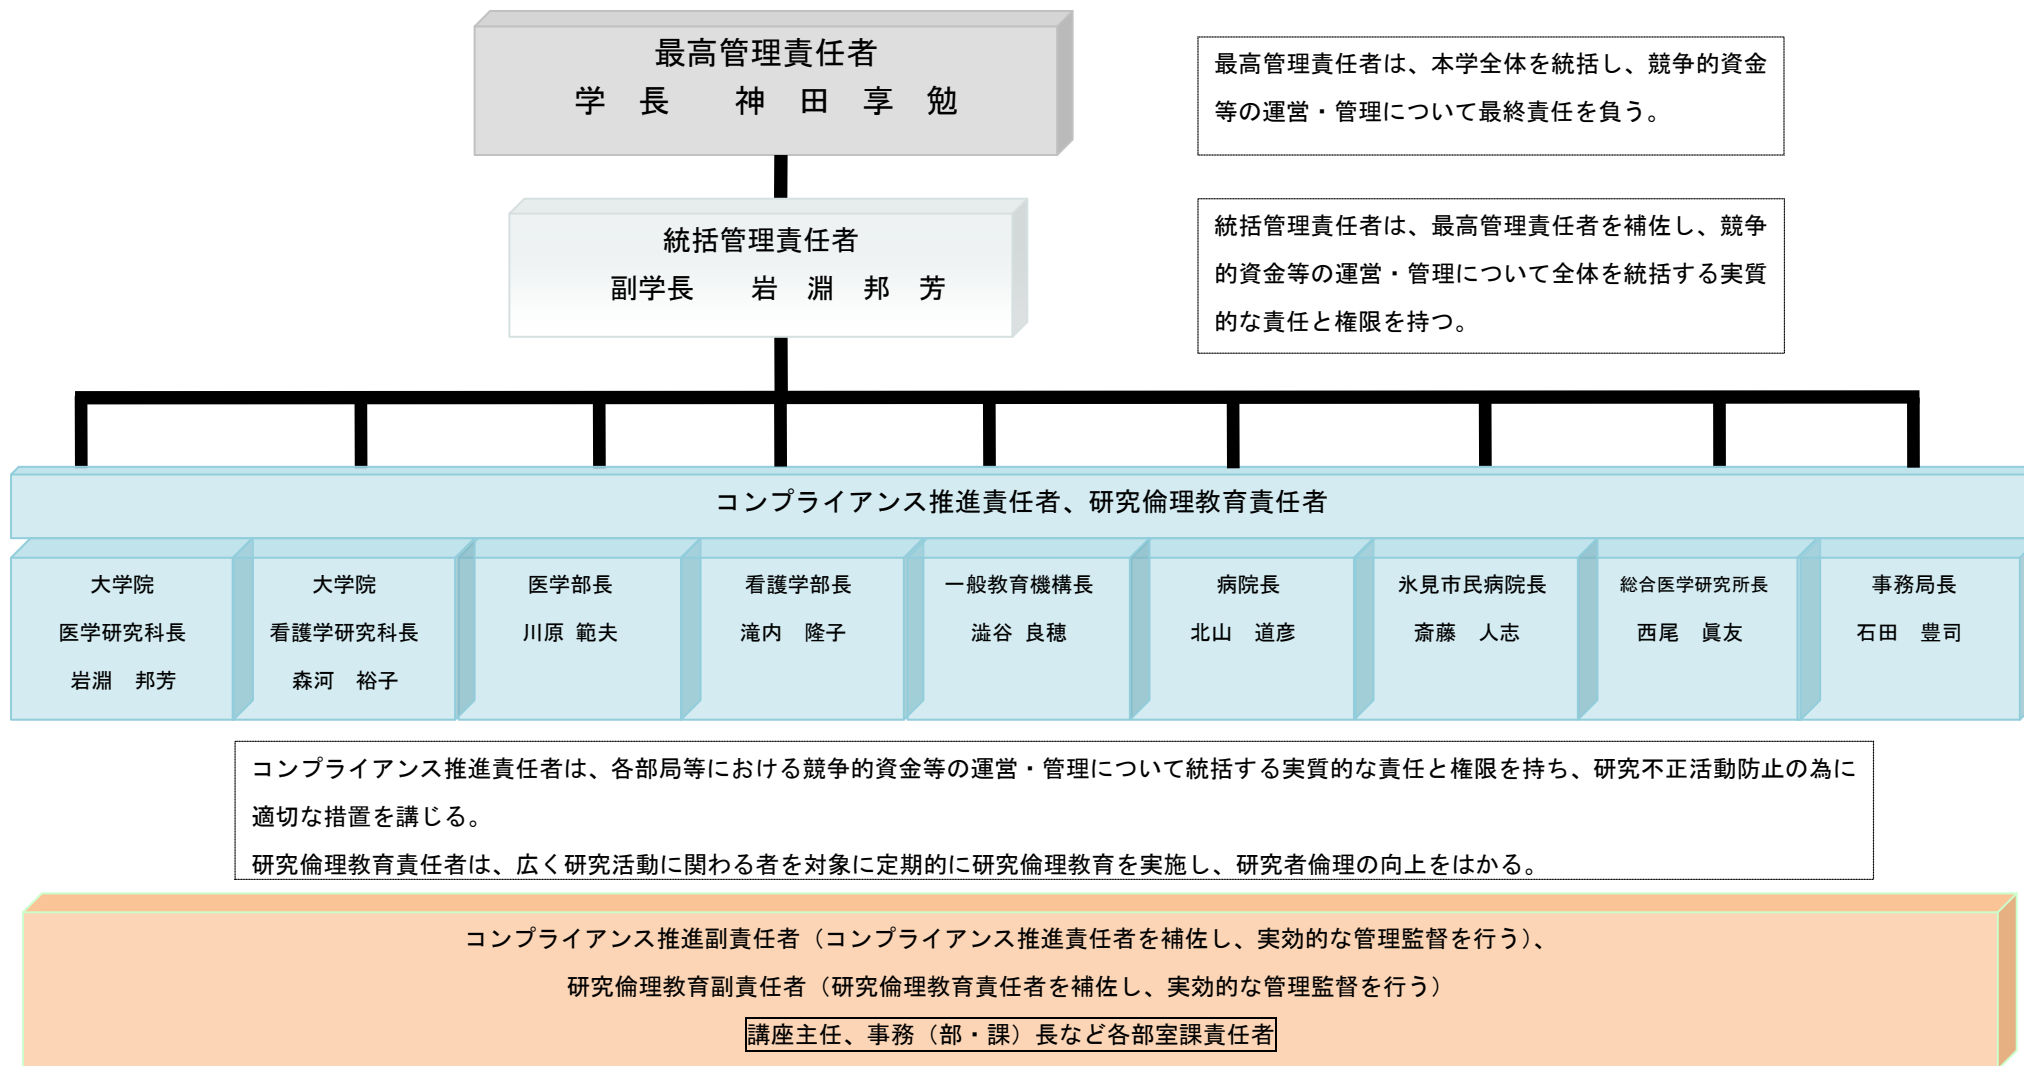 最高管理責任者
学　長　　神　田　享　勉
最高管理責任者は、本学全体を統括し、競争的資金
等の運営・管理について最終責任を負う。
統括管理責任者
副学長　　岩　淵　邦　芳
統括管理責任者は、最高管理責任者を補佐し、競争
的資金等の運営・管理について全体を統括する実質
的な責任と権限を持つ。
コンプライアンス推進責任者、研究倫理教育責任者
大学院
医学研究科長
岩淵　邦芳
大学院
看護学研究科長
森河　裕子
医学部長
川原 範夫
看護学部長
滝内　隆子
一般教育機構長
澁谷 良穂
病院長
北山　道彦
氷見市民病院長
斎藤　人志
総合医学研究所長
西尾　眞友
事務局長
石田　豊司
コンプライアンス推進責任者は、各部局等における競争的資金等の運営・管理について統括する実質的な責任と権限を持ち、研究不正活動防止の為に
適切な措置を講じる。
研究倫理教育責任者は、広く研究活動に関わる者を対象に定期的に研究倫理教育を実施し、研究者倫理の向上をはかる。
コンプライアンス推進副責任者（コンプライアンス推進責任者を補佐し、実効的な管理監督を行う）、
研究倫理教育副責任者（研究倫理教育責任者を補佐し、実効的な管理監督を行う）
講座主任、事務（部・課）長など各部室課責任者